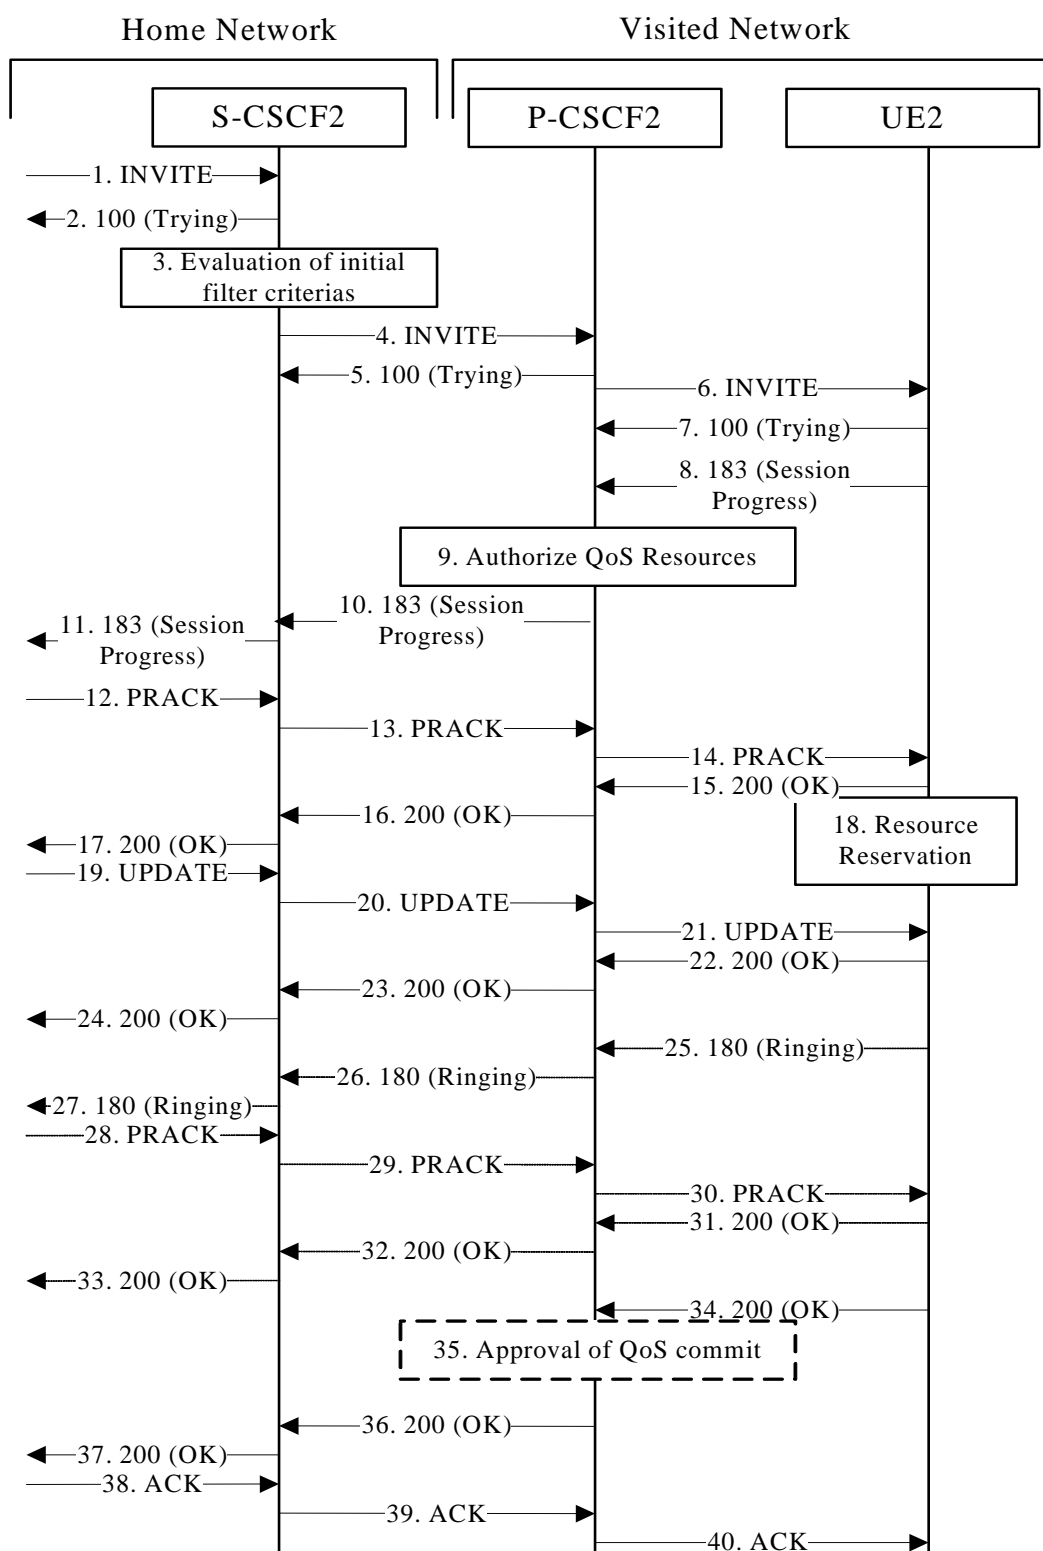 Home Network
Visited Network
S-CSCF2
P-CSCF2
UE2
1. INVITE
2. 100 (Trying)
3. Evaluation of initial
filter criterias
4. INVITE
5. 100 (Trying)
6. INVITE
7. 100 (Trying)
8. 183 (Session
Progress)
9. Authorize QoS Resources
10. 183 (Session
Progress)
11. 183 (Session
Progress)
12. PRACK
13. PRACK
14. PRACK
15. 200 (OK)
16. 200 (OK)
17. 200 (OK)
18. Resource
Reservation
19. UPDATE
20. UPDATE
21. UPDATE
22. 200 (OK)
23. 200 (OK)
24. 200 (OK)
25. 180 (Ringing)
26. 180 (Ringing)
27. 180 (Ringing)
28. PRACK
29. PRACK
30. PRACK
31. 200 (OK)
32. 200 (OK)
33. 200 (OK)
34. 200 (OK)
35. Approval of QoS commit
36. 200 (OK)
37. 200 (OK)
38. ACK
39. ACK
40. ACK